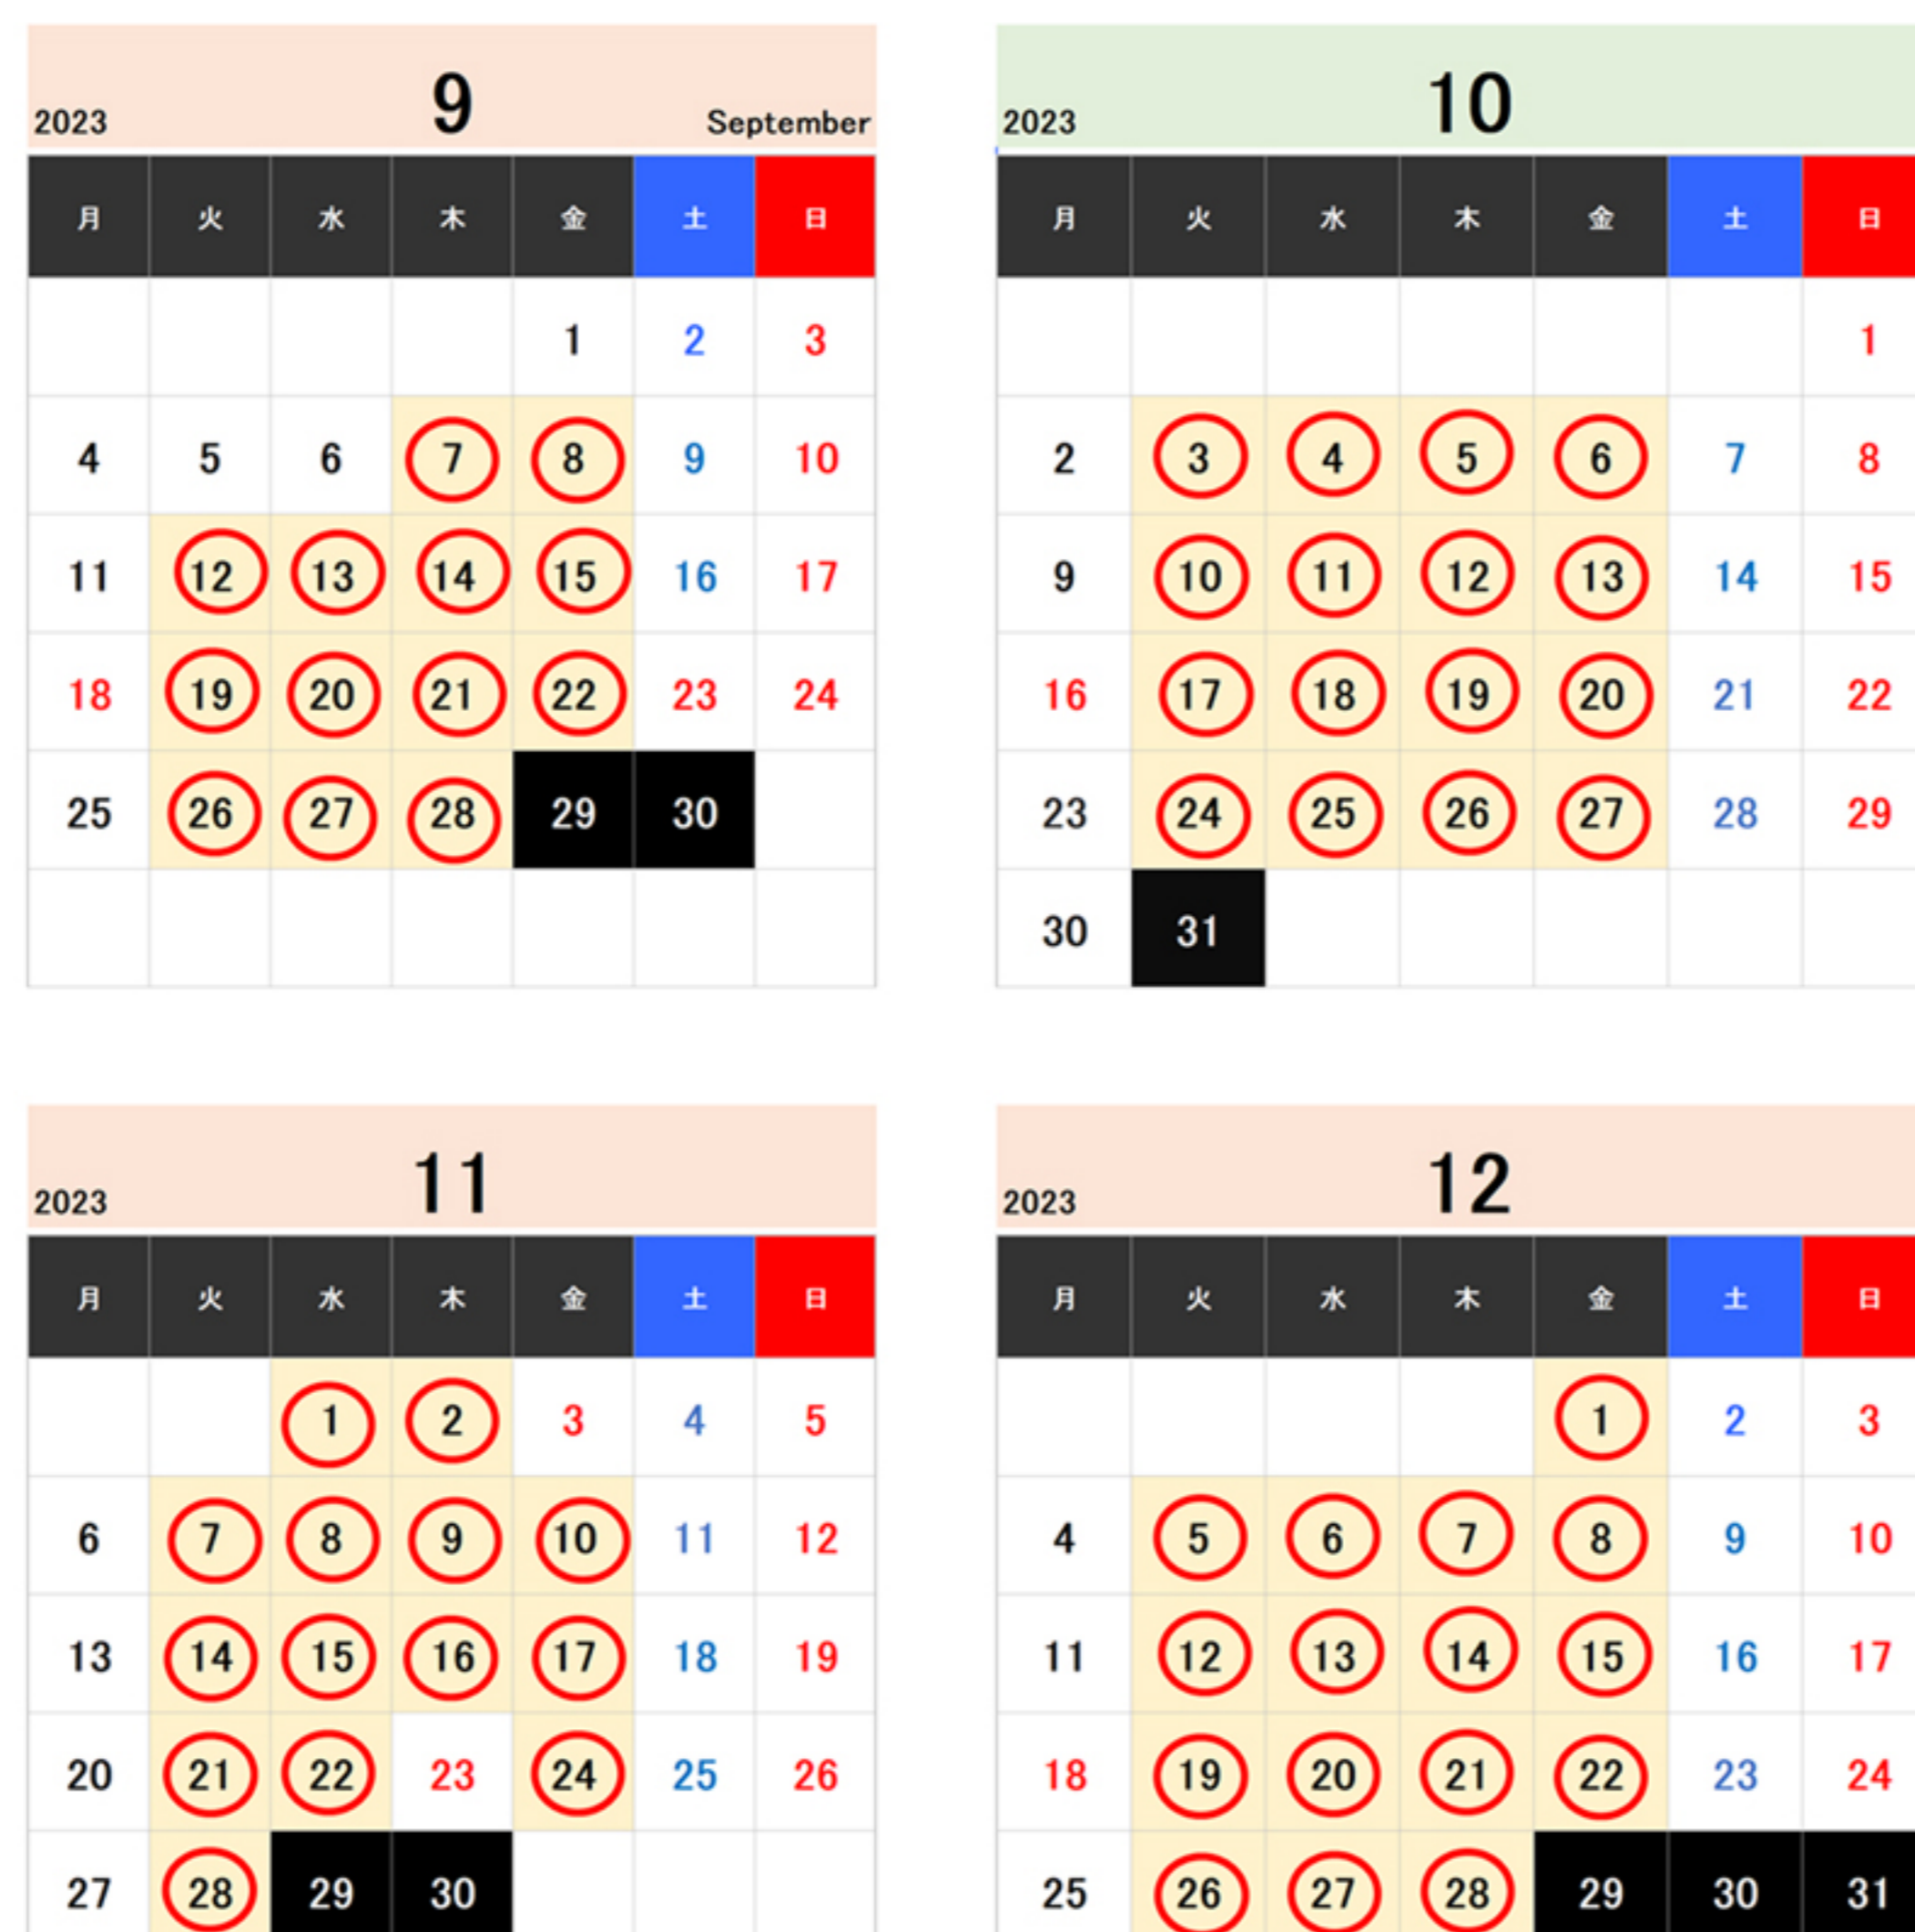 2023 9 September
月 火 水 木 金 土 日
1 2 3
4 5 6 7 8 9 10
11 12 13 14 15 16 17
18 19 20 21 22 23 24
25 26 27 28 29 30
2023 10
月 火 水 木 金 土 日
1
2 3 4 5 6 7 8
9 10 11 12 13 14 15
16 17 18 19 20 21 22
23 24 25 26 27 28 29
30 31
2023 11
月 火 水 木 金 土 日
1 2 3 4 5
6 7 8 9 10 11 12
13 14 15 16 17 18 19
20 21 22 23 24 25 26
27 28 29 30
2023 12
月 火 水 木 金 土 日
1 2 3
4 5 6 7 8 9 10
11 12 13 14 15 16 17
18 19 20 21 22 23 24
25 26 27 28 29 30 31